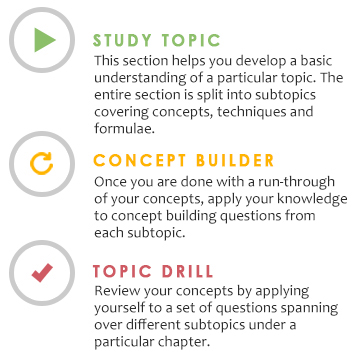 STUDY TOPIC
This section helps you develop a basic
understanding of a particular topic. The
entire section is split into subtopics
covering concepts, techniques and
formulae.
CONCEPT BUILDER
Once you are done with a run-through
of your concepts, apply your knowledge
to concept building questions from
each subtopic.
TOPIC DRILL
Review your concepts by applying
yourself to a set of questions spanning
over different subtopics under a
particular chapter.